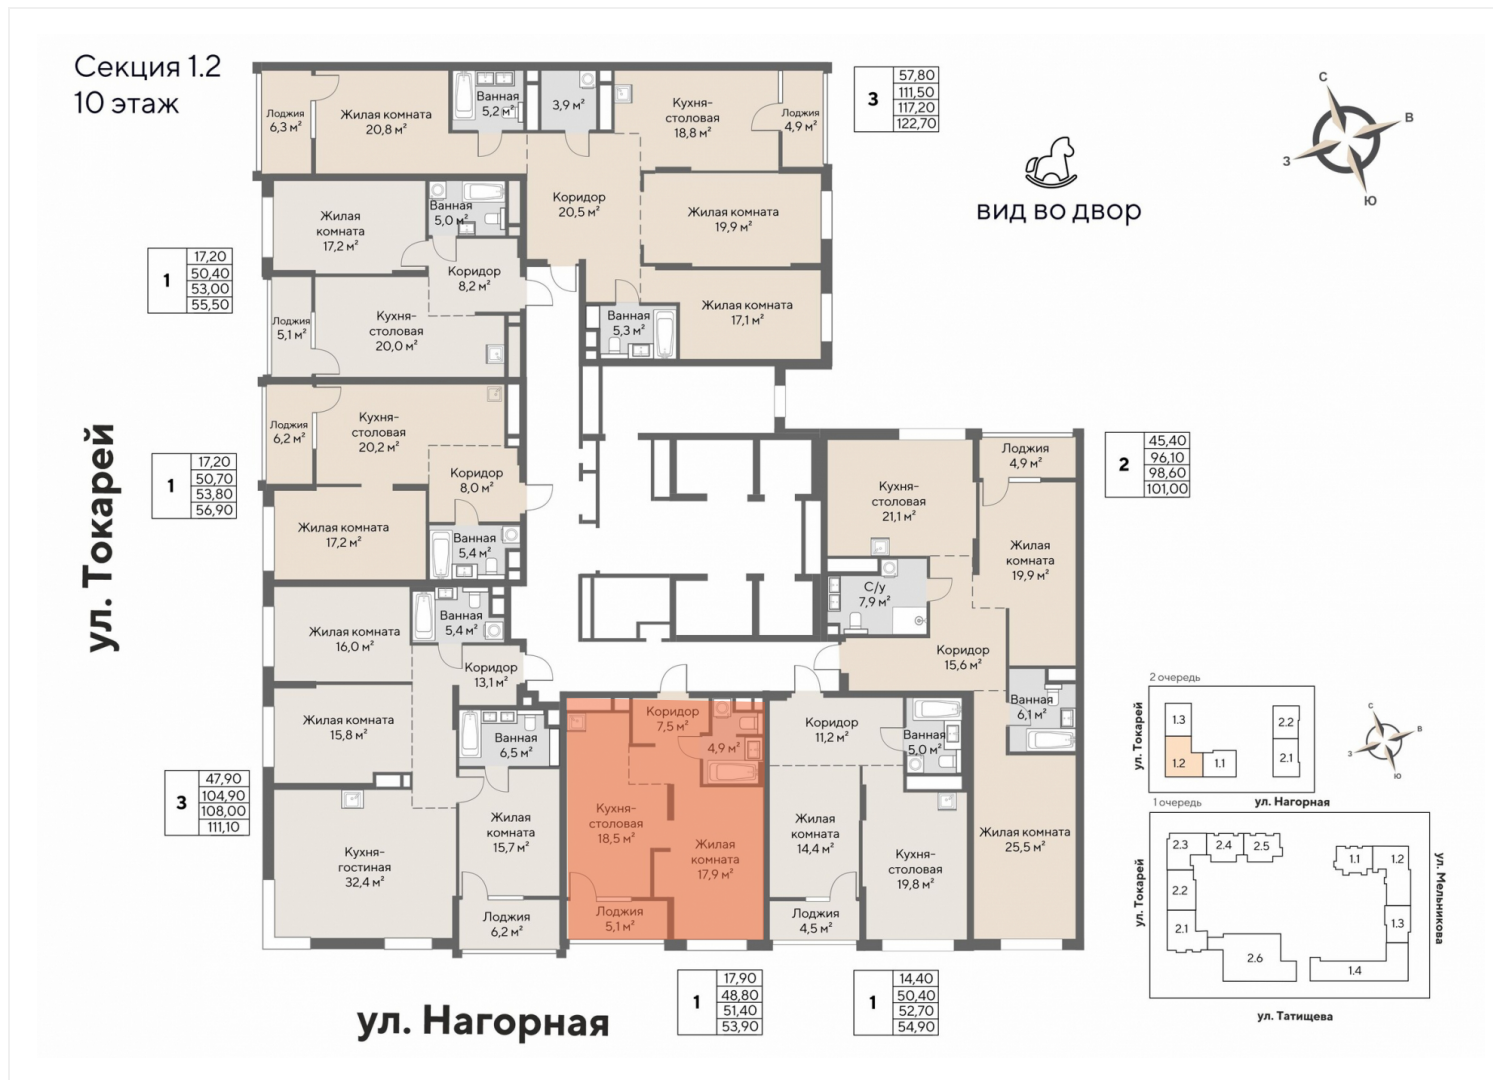 Секция 1.2
10 этаж
Лоджия
6,3 м²
Жилая комната
20,8 м²
Ванная
5,2 м²
3,9 м²
Кухня-
столовая
18,8 м²
Лоджия
4,9 м²
3
57,80
111,50
117,20
122,70
С
В
З
Ю
вид во двор
Жилая
комната
17,2 м²
Ванная
5,0 м²
Коридор
20,5 м²
Жилая комната
19,9 м²
1
17,20
50,40
53,00
55,50
Коридор
8,2 м²
Лоджия
5,1 м²
Кухня-
столовая
20,0 м²
Ванная
5,3 м²
Жилая комната
17,1 м²
ул. Токарей
Лоджия
6,2 м²
Кухня-
столовая
20,2 м²
Коридор
8,0 м²
1
17,20
50,70
53,80
56,90
Жилая комната
17,2 м²
Ванная
5,4 м²
Кухня-
столовая
21,1 м²
Лоджия
4,9 м²
2
45,40
96,10
98,60
101,00
Жилая
комната
19,9 м²
С/у
7,9 м²
Коридор
15,6 м²
Ванная
6,1 м²
Жилая комната
25,5 м²
Жилая комната
16,0 м²
Ванная
5,4 м²
Коридор
13,1 м²
Жилая комната
15,8 м²
Ванная
6,5 м²
3
47,90
104,90
108,00
111,10
Кухня-
гостиная
32,4 м²
Жилая
комната
15,7 м²
Лоджия
6,2 м²
Коридор
7,5 м²
4,9 м²
Кухня-
столовая
18,5 м²
Жилая
комната
17,9 м²
Лоджия
5,1 м²
Коридор
11,2 м²
Ванная
5,0 м²
Жилая
комната
14,4 м²
Кухня-
столовая
19,8 м²
Лоджия
4,5 м²
1
17,90
48,80
51,40
53,90
1
14,40
50,40
52,70
54,90
ул. Нагорная
2 очередь
ул. Токарей
1.3
1.2
1.1
2.2
2.1
С
В
З
Ю
ул. Нагорная
1 очередь
ул. Токарей
2.3
2.4
2.5
2.2
2.1
2.6
1.1
1.2
1.3
1.4
ул. Мельникова
ул. Татищева